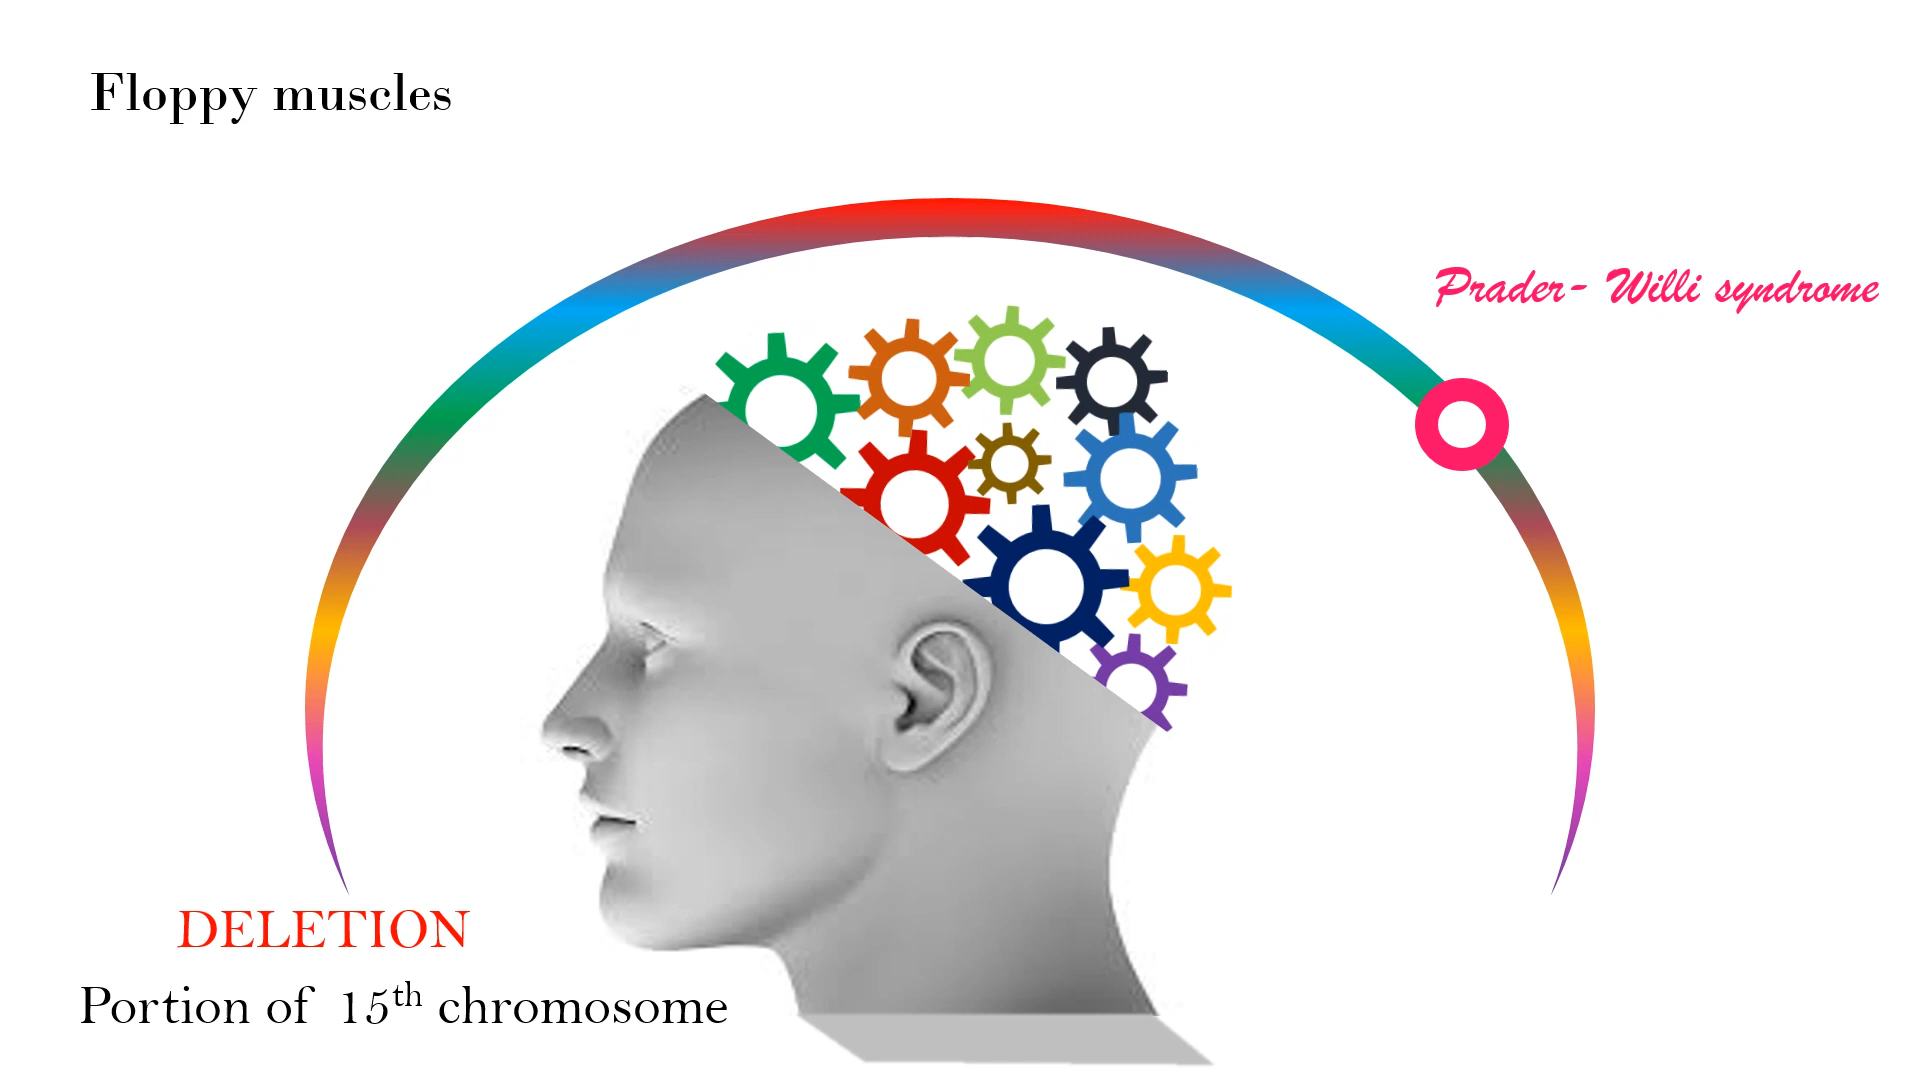 Floppy muscles
Prader- Willi syndrome
DELETION
Portion of 15th chromosome